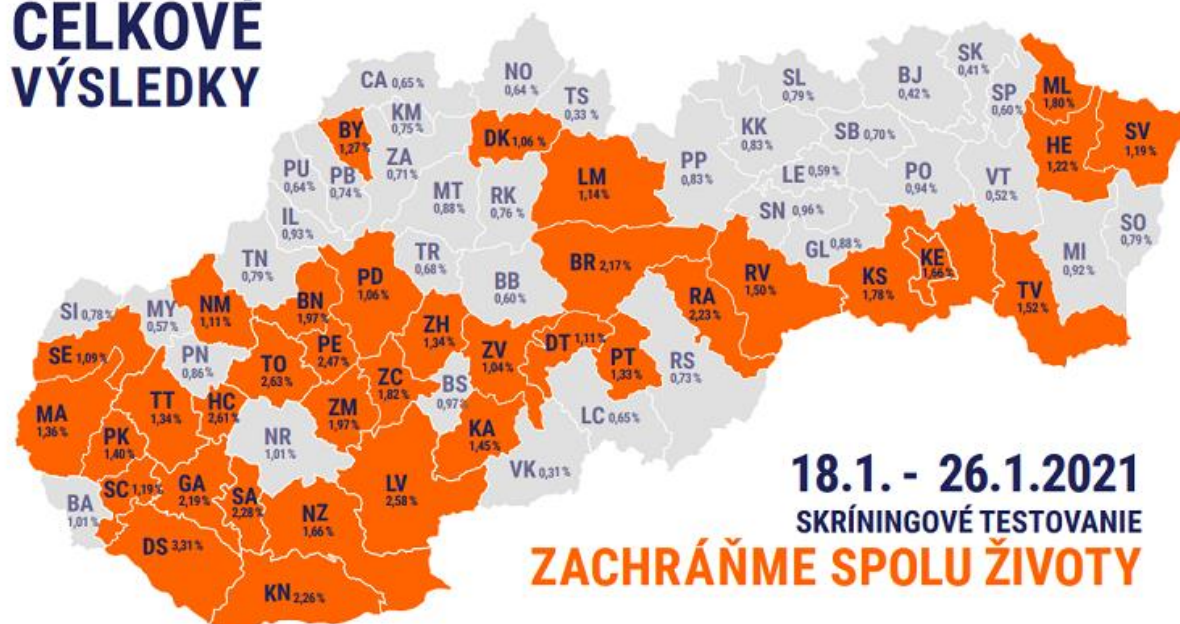 CELKOVÉ
VÝSLEDKY
CA 0,65%
NO
0,64 %
TS
0,33 %
KM
0,75 %
BY
1,27%
DK 1,06 %
ZA
0,71 %
PU
0,64 %
PB
0,74 %
MT
0,88 %
RK
0,76 %
LM
1,14%
IL
0,93 %
TN
0,79 %
TR
0,68 %
BB
0,60 %
PD
1,06 %
BN
1,97%
NM
1,11 %
MY
0,57 %
SI 0,78%
SE 1,09%
PN
0,86 %
TO
2,63 %
PE
2,47 %
ZH
1,34 %
ZV
1,04 %
ZC
1,82 %
BS
0,97%
MA
1,36 %
TT
1,34 %
HC
2,61 %
ZM
1,97%
PK
1,40 %
NR
1,01 %
KA
1,45 %
BA
1,01 %
SC 1,19%
GA
2,19 %
SA
2,28 %
NZ
1,66 %
LV
2,58 %
DS 3,31 %
KN 2,26 %
BR 2,17%
DT 1,11 %
PT
1,33 %
RA
2,23 %
RV
1,50 %
RS
0,73 %
LC 0,65%
VK 0,31 %
PP
0,83 %
KK
0,83 %
SL
0,79 %
SB 0,70 %
LE 0,59 %
SN 0,96 %
GL 0,88 %
BJ
0,42 %
SK
0,41 %
SP
0,60 %
PO
0,94 %
VT
0,52 %
ML
1,80 %
HE
1,22 %
SV
1,19 %
SO
0,79 %
MI
0,92 %
KS
1,78 %
KE
1,66 %
TV
1,52 %
18.1. - 26.1.2021
SKRÍNINGOVÉ TESTOVANIE
ZACHRÁŇME SPOLU ŽIVOTY